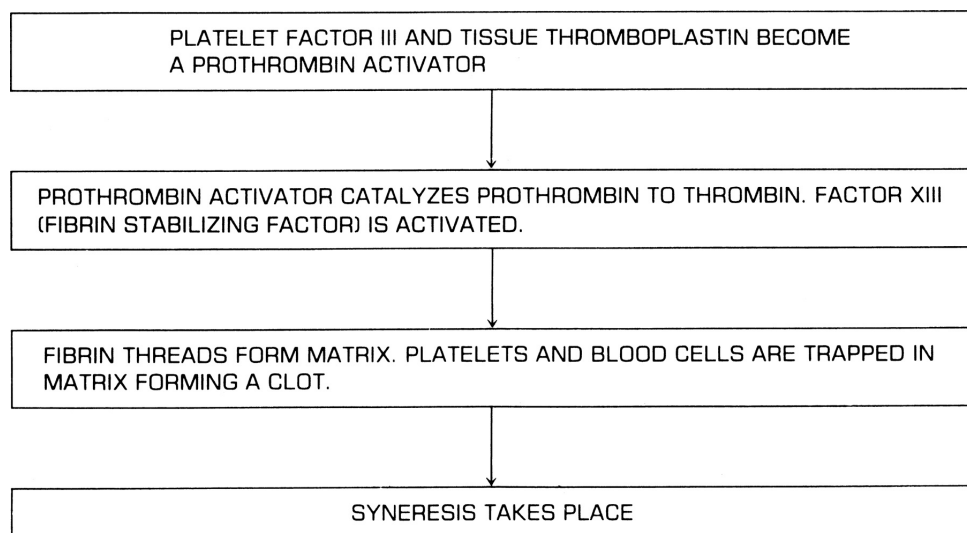 PLATELET FACTOR III AND TISSUE THROMBOPLASTIN BECOME
A PROTHROMBIN ACTIVATOR
PROTHROMBIN ACTIVATOR CATALYZES PROTHROMBIN TO THROMBIN. FACTOR XIII
(FIBRIN STABILIZING FACTOR) IS ACTIVATED.
FIBRIN THREADS FORM MATRIX. PLATELETS AND BLOOD CELLS ARE TRAPPED IN
MATRIX FORMING A CLOT.
SYNERESIS TAKES PLACE